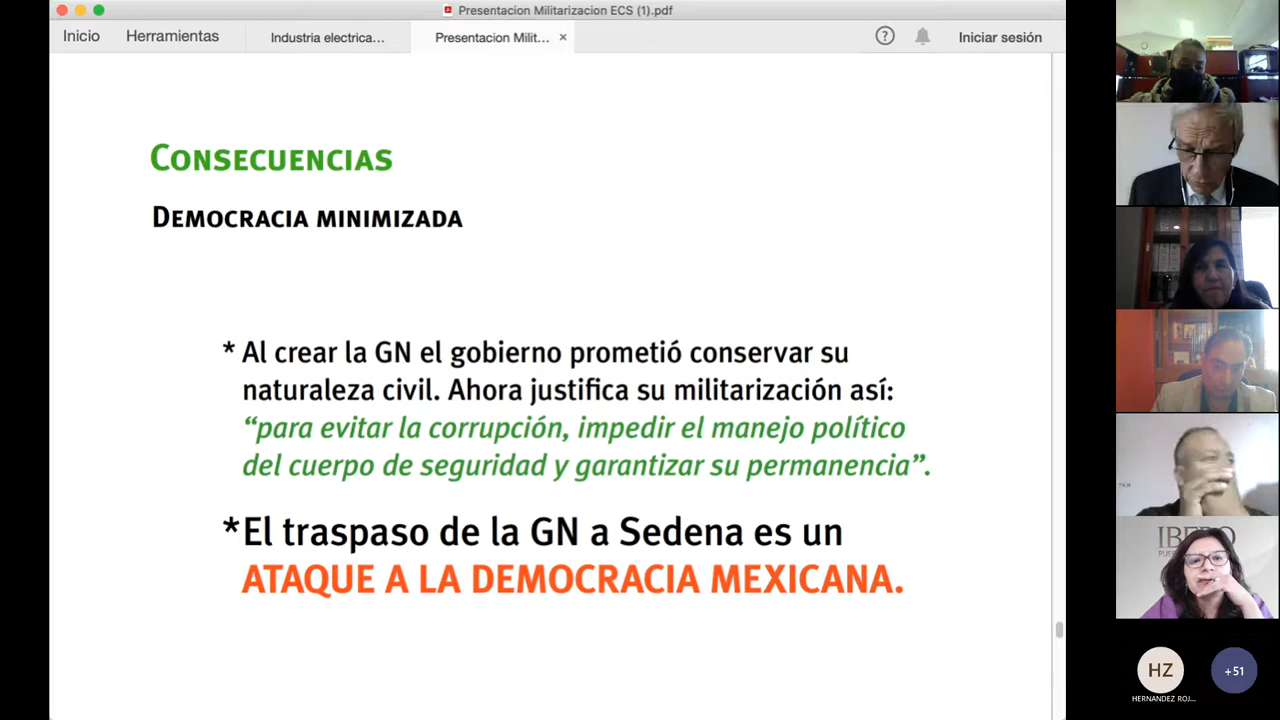 Presentacion Militarizacion ECS (1).pdf
Inicio
Herramientas
Industria electrica...
Presentacion Milit...
Iniciar sesión
CONSECUENCIAS
DEMOCRACIA MINIMIZADA
* Al crear la GN el gobierno prometió conservar su
naturaleza civil. Ahora justifica su militarización así:
“para evitar la corrupción, impedir el manejo político
del cuerpo de seguridad y garantizar su permanencia”.
*El traspaso de la GN a Sedena es un
ATAQUE A LA DEMOCRACIA MEXICANA.
HZ
+51
HERNANDEZ ROJ...